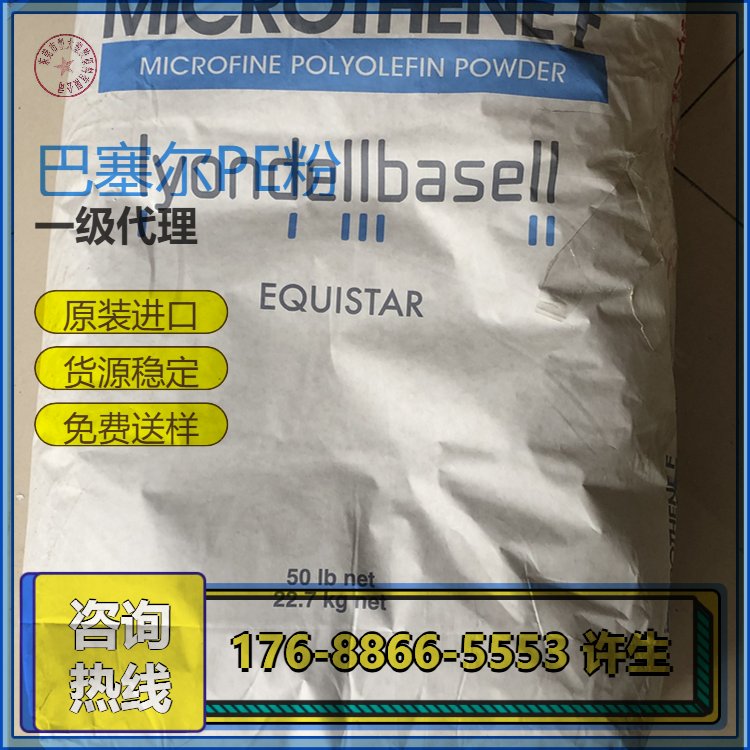 MICROTHENE F
MICROFINE POLYOLEFIN POWDER
lyondellbasell
巴塞尔PE粉
一级代理
EQUISTAR
原装进口
货源稳定
免费送样
50 lb net
22.7 kg net
咨询
热线
176-8866-5553 许生